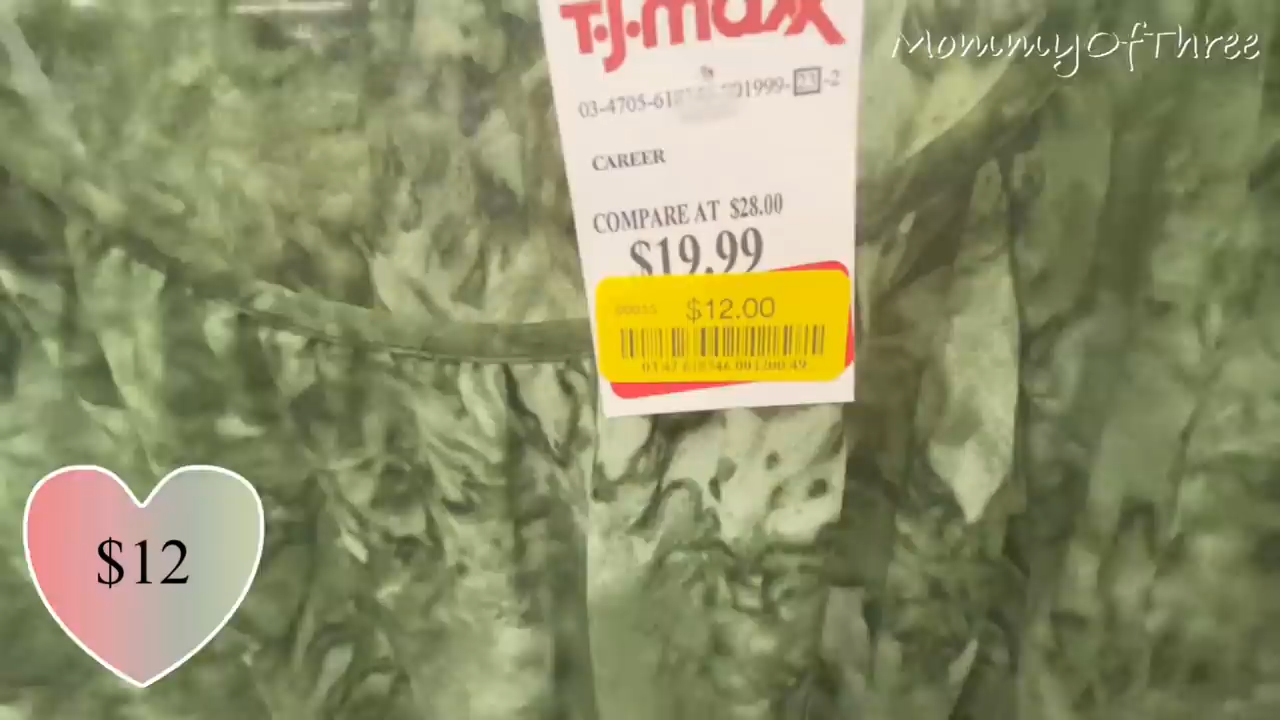 T·J·maxx
MommyOfThree
CAREER
COMPARE AT $28.00
$19.99
$12.00
$12